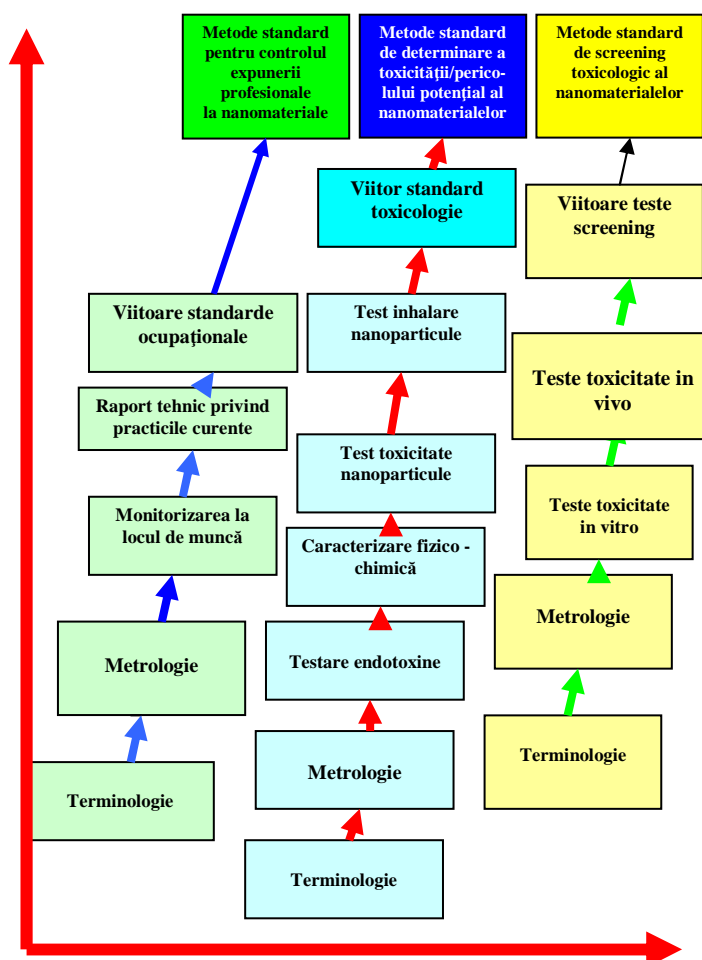 Metode standard
pentru controlul
expunerii
profesionale
la nanomateriale
Metode standard
de determinare a
toxicității/perico-
lului potențial al
nanomaterialelor
Metode standard
de screening
toxicologic al
nanomaterialelor
Viitor standard
toxicologie
Viitoare teste
screening
Viitoare standarde
ocupaționale
Test inhalare
nanoparticule
Teste toxicitate in
vivo
Raport tehnic privind
practicile curente
Test toxicitate
nanoparticule
Teste toxicitate
in vitro
Monitorizarea la
locul de muncă
Caracterizare fizico -
chimică
Metrologie
Metrologie
Testare endotoxine
Terminologie
Metrologie
Terminologie
Terminologie